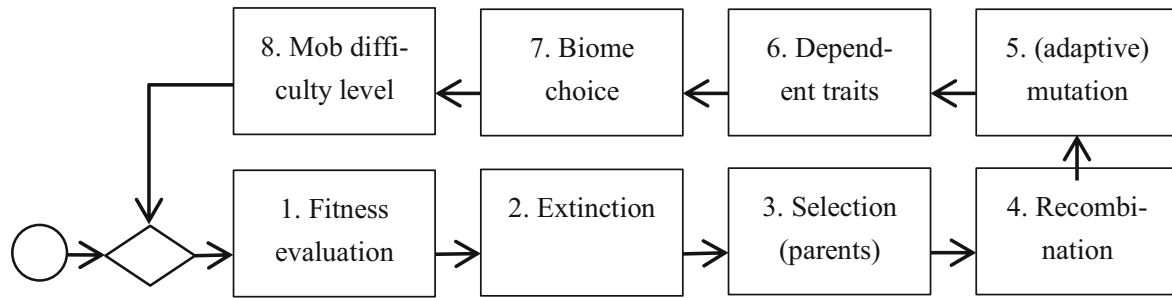 8. Mob diffi-
culty level
7. Biome
choice
6. Depend-
ent traits
5. (adaptive)
mutation
1. Fitness
evaluation
2. Extinction
3. Selection
(parents)
4. Recombi-
nation